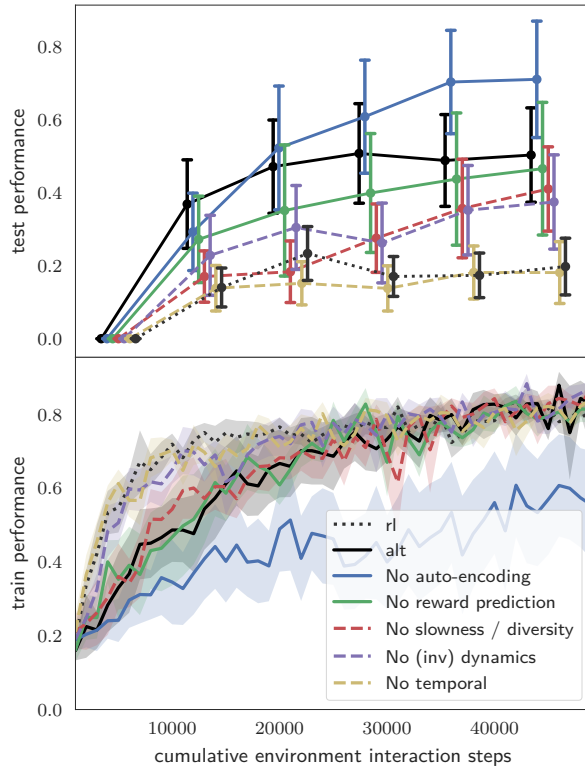 0.8
0.6
0.4
0.2
0.0
test performance
0.8
0.6
0.4
0.2
0.0
train performance
rl
alt
No auto-encoding
No reward prediction
No slowness / diversity
No (inv) dynamics
No temporal
10000 20000 30000 40000
cumulative environment interaction steps